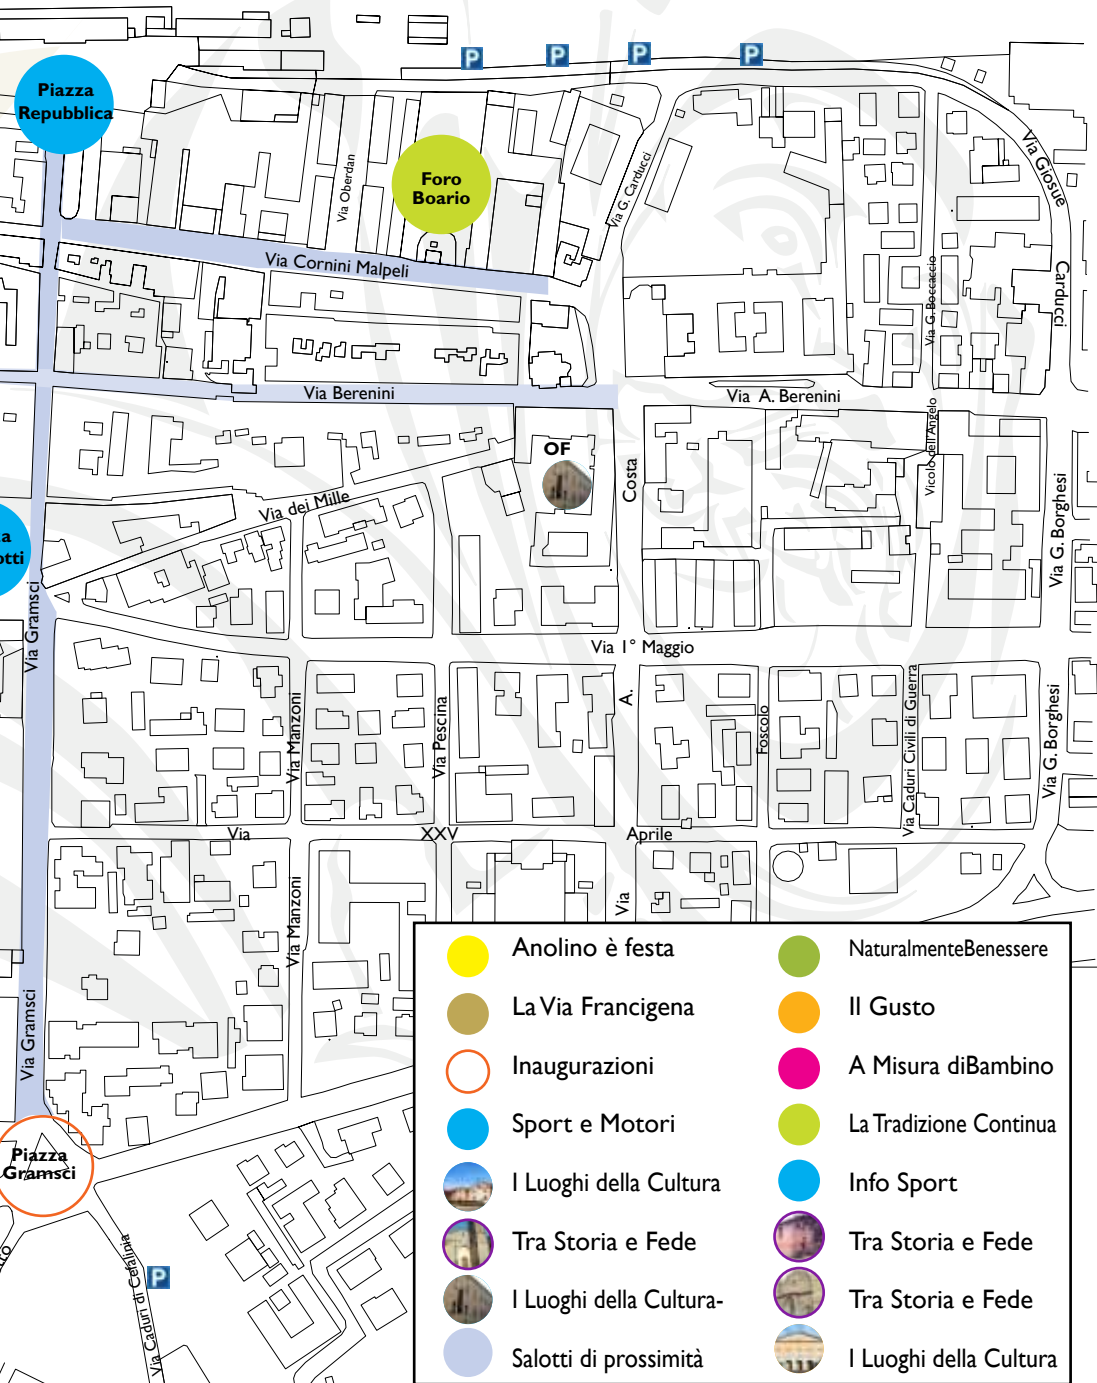 P
P
P
P
Piazza
Repubblica
Foro
Boario
Via Oberdan
Via G. Carducci
Via Giosue
Carducci
Via Cornini Malpeli
Via G. Boccaccio
Via Berenini
Via A. Berenini
OF
Costa
Vicolo dell'Angelo
Via G. Borghesi
Via dei Mille
otti
Via Gramsci
Via 1° Maggio
Via Manzoni
Via Pescina
A.
Foscolo
Via Caduri Civili di Guerra
Via G. Borghesi
Via
XXV
Aprile
Via Manzoni
Via
Via Gramsci
Piazza
Gramsci
Via Caduri di Cefalinia
P
Anolino è festa
La Via Francigena
Inaugurazioni
Sport e Motori
I Luoghi della Cultura
Tra Storia e Fede
I Luoghi della Cultura-
Salotti di prossimità
NaturalmenteBenessere
Il Gusto
A Misura diBambino
La Tradizione Continua
Info Sport
Tra Storia e Fede
Tra Storia e Fede
I Luoghi della Cultura